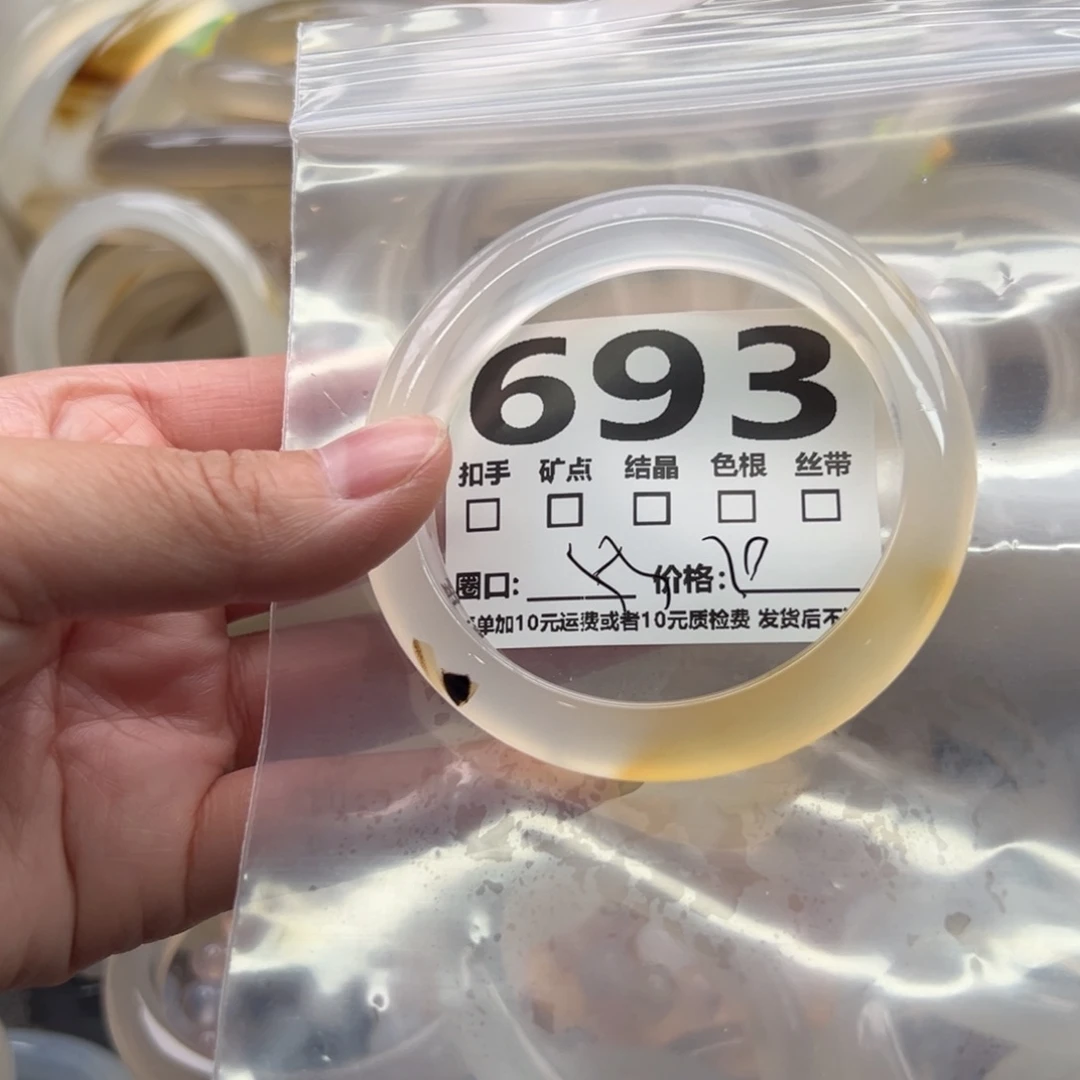 693
扣手 矿点 结晶 色根 丝带
□ □ □ □ □
圈口: 价格:
单加10元运费或者10元质检费 发货后不